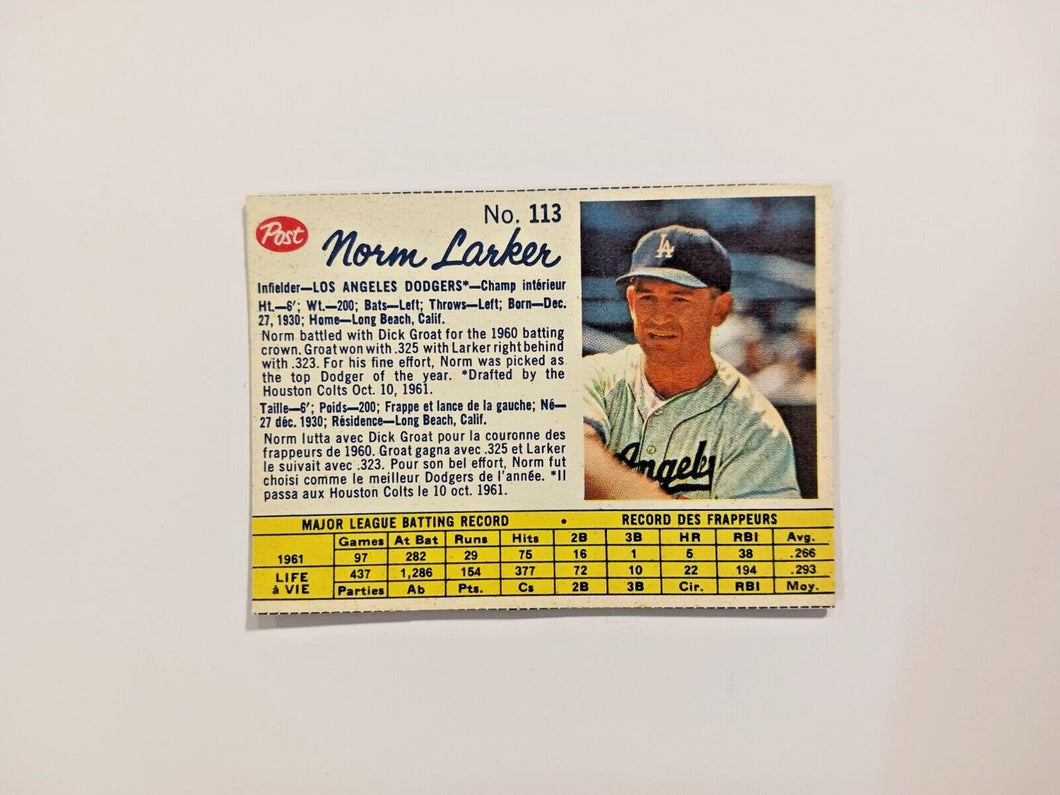 Post
No. 113
Norm Larker
Infielder—LOS ANGELES DODGERS*—Champ intérieur
Ht.—6'; Wt.—200; Bats—Left; Throws—Left; Born—Dec.
27, 1930; Home—Long Beach, Calif.
Norm battled with Dick Groat for the 1960 batting
crown. Groat won with .325 with Larker right behind
with .323. For his fine effort, Norm was picked as
the top Dodger of the year. *Drafted by the
Houston Colts Oct. 10, 1961.
Taille—6'; Poids—200; Frappe et lance de la gauche; Né—
27 déc. 1930; Résidence—Long Beach, Calif.
Norm lutta avec Dick Groat pour la couronne des
frappeurs de 1960. Groat gagna avec .325 et Larker
le suivait avec .323. Pour son bel effort, Norm fut
choisi comme le meilleur Dodgers de l'année. *Il
passa aux Houston Colts le 10 oct. 1961.
LA
Angels
MAJOR LEAGUE BATTING RECORD • RECORD DES FRAPPEURS
Games At Bat Runs Hits 2B 3B HR RBI Avg.
1961 97 282 29 75 16 1 5 38 .266
LIFE à VIE 437 1,286 154 377 72 10 22 194 .293
Parties Ab Pts. Cs 2B 3B Cir. RBI Moy.